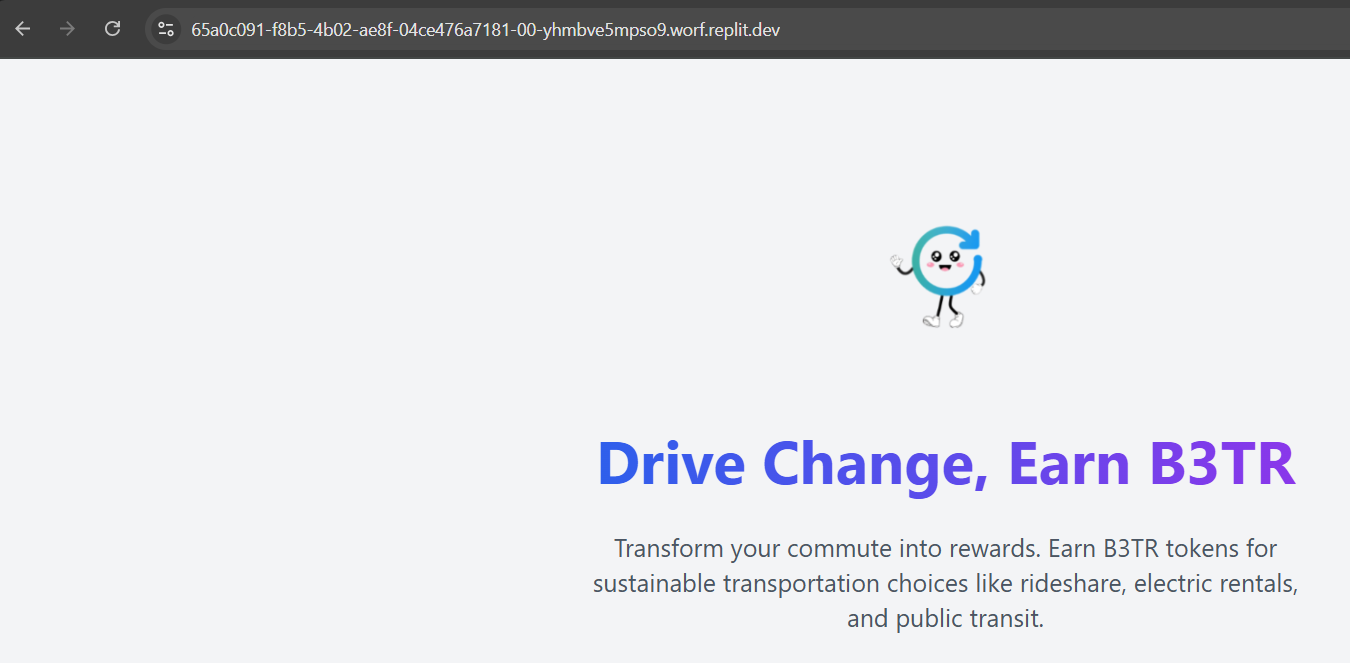 65a0c091-f8b5-4b02-ae8f-04ce476a7181-00-yhmbve5mpso9.worf.replit.dev
Drive Change, Earn B3TR
Transform your commute into rewards. Earn B3TR tokens for
sustainable transportation choices like rideshare, electric rentals,
and public transit.